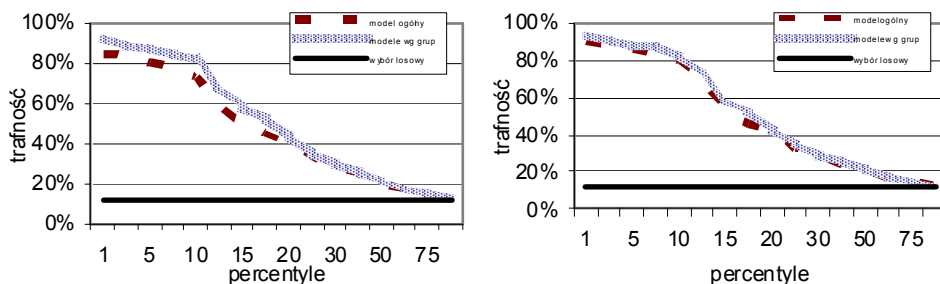 100%
80%
60%
40%
20%
0%
trafność
1 5 10 15 20 30 50 75
percentyle
model ogólny
modele wg grup
wybór losowy
100%
80%
60%
40%
20%
0%
trafność
1 5 10 15 20 30 50 75
percentyle
modelogólny
modelew g grup
wybór losowy